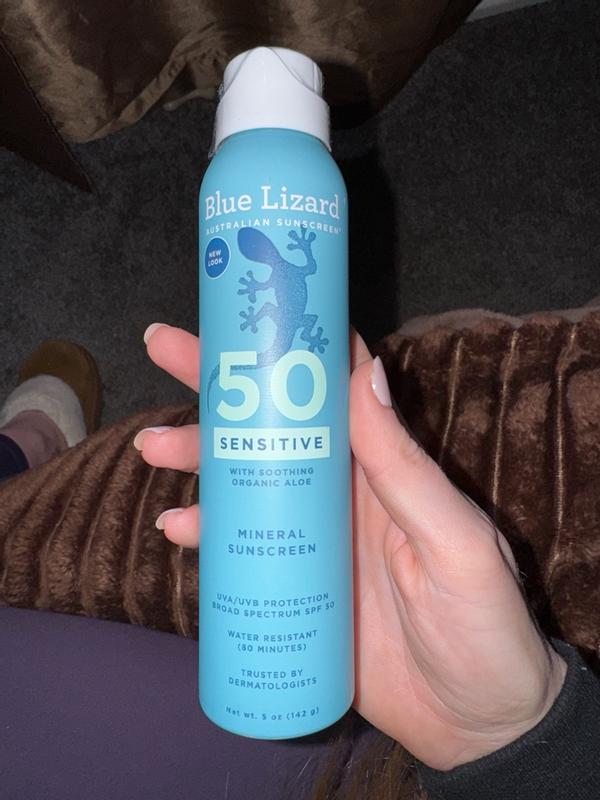 Blue Lizard
AUSTRALIAN SUNSCREEN®
NEW
LOOK
50
SENSITIVE
WITH SOOTHING
ORGANIC ALOE
MINERAL
SUNSCREEN
UVA/UVB PROTECTION
BROAD SPECTRUM SPF 50
WATER RESISTANT
(80 MINUTES)
TRUSTED BY
DERMATOLOGISTS
Net wt. 5 oz (142 g)